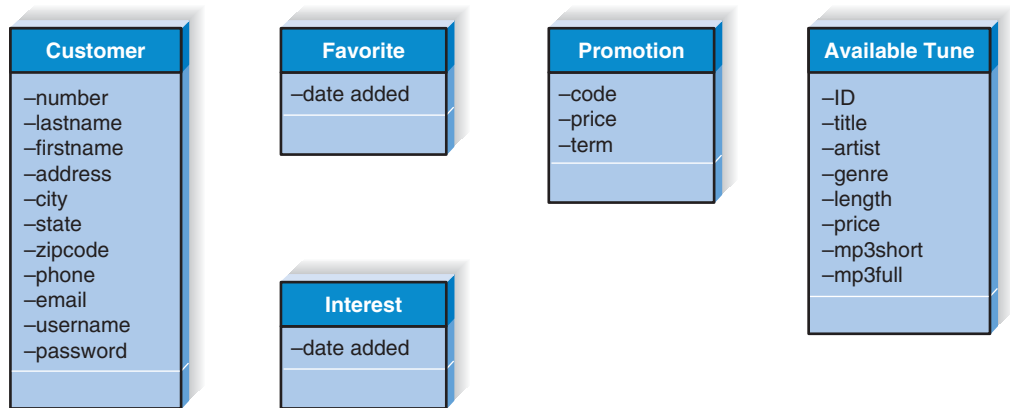 Customer
–number
–lastname
–firstname
–address
–city
–state
–zipcode
–phone
–email
–username
–password
Favorite
–date added
Interest
–date added
Promotion
–code
–price
–term
Available Tune
–ID
–title
–artist
–genre
–length
–price
–mp3short
–mp3full